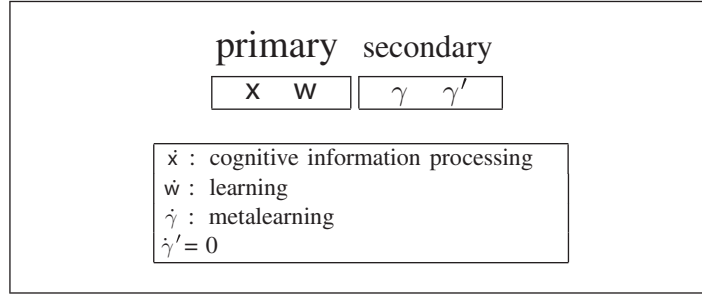 primary secondary
x w γ γ′
ẋ : cognitive information processing
ẇ : learning
γ̇ : metalearning
γ̇′ = 0